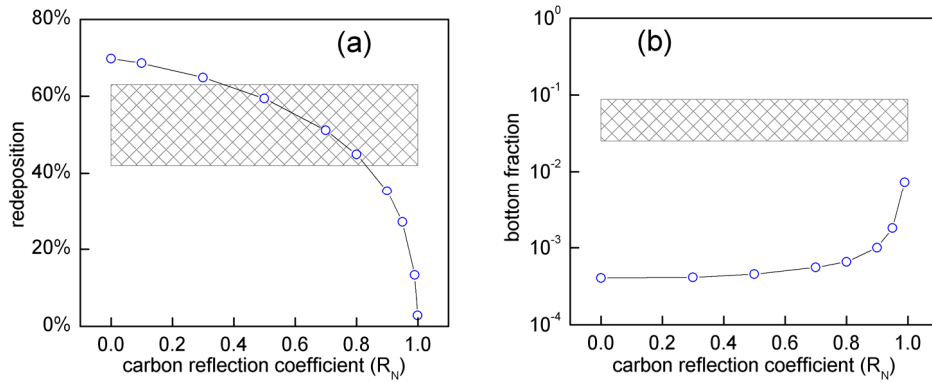 (a)
redeposition
80%
60%
40%
20%
0%
0.0 0.2 0.4 0.6 0.8 1.0
carbon reflection coefficient (R_N)
(b)
bottom fraction
10^0
10^-1
10^-2
10^-3
10^-4
0.0 0.2 0.4 0.6 0.8 1.0
carbon reflection coefficient (R_N)